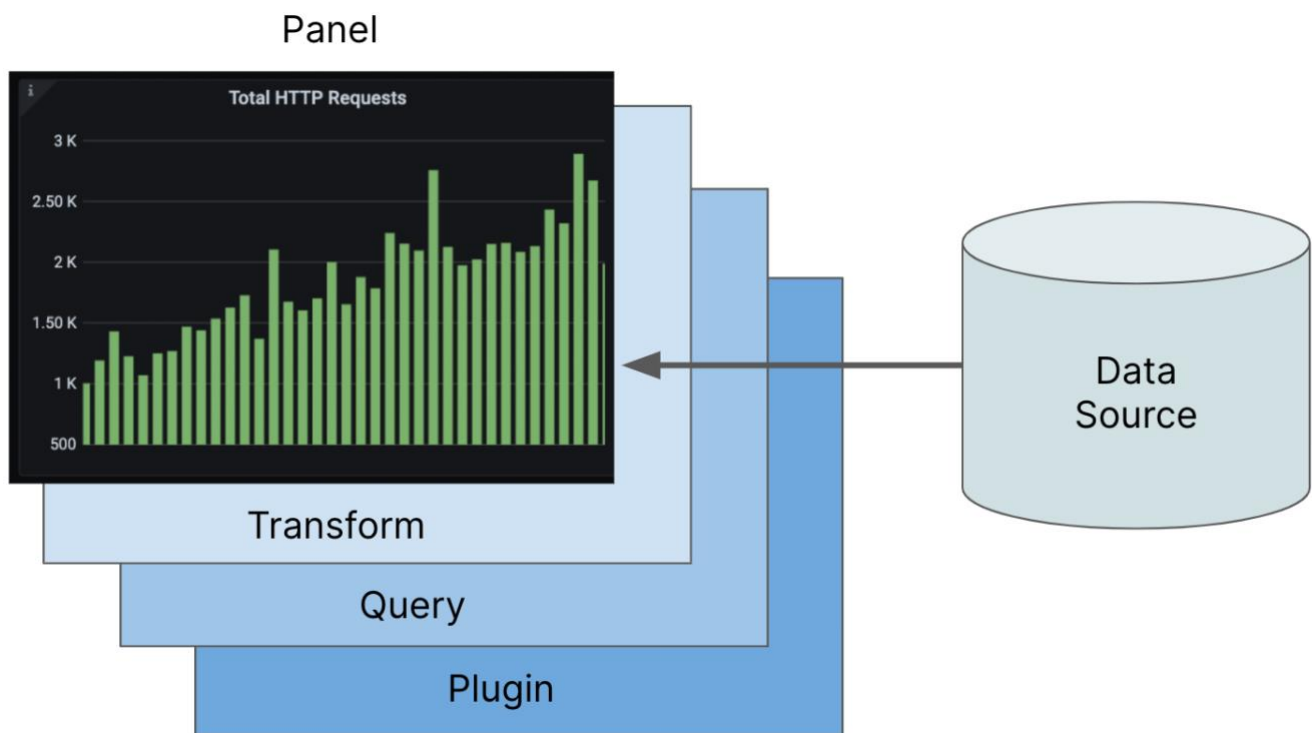 Panel
i
Total HTTP Requests
3 K
2.50 K
2 K
1.50 K
1 K
500
Data
Source
Transform
Query
Plugin